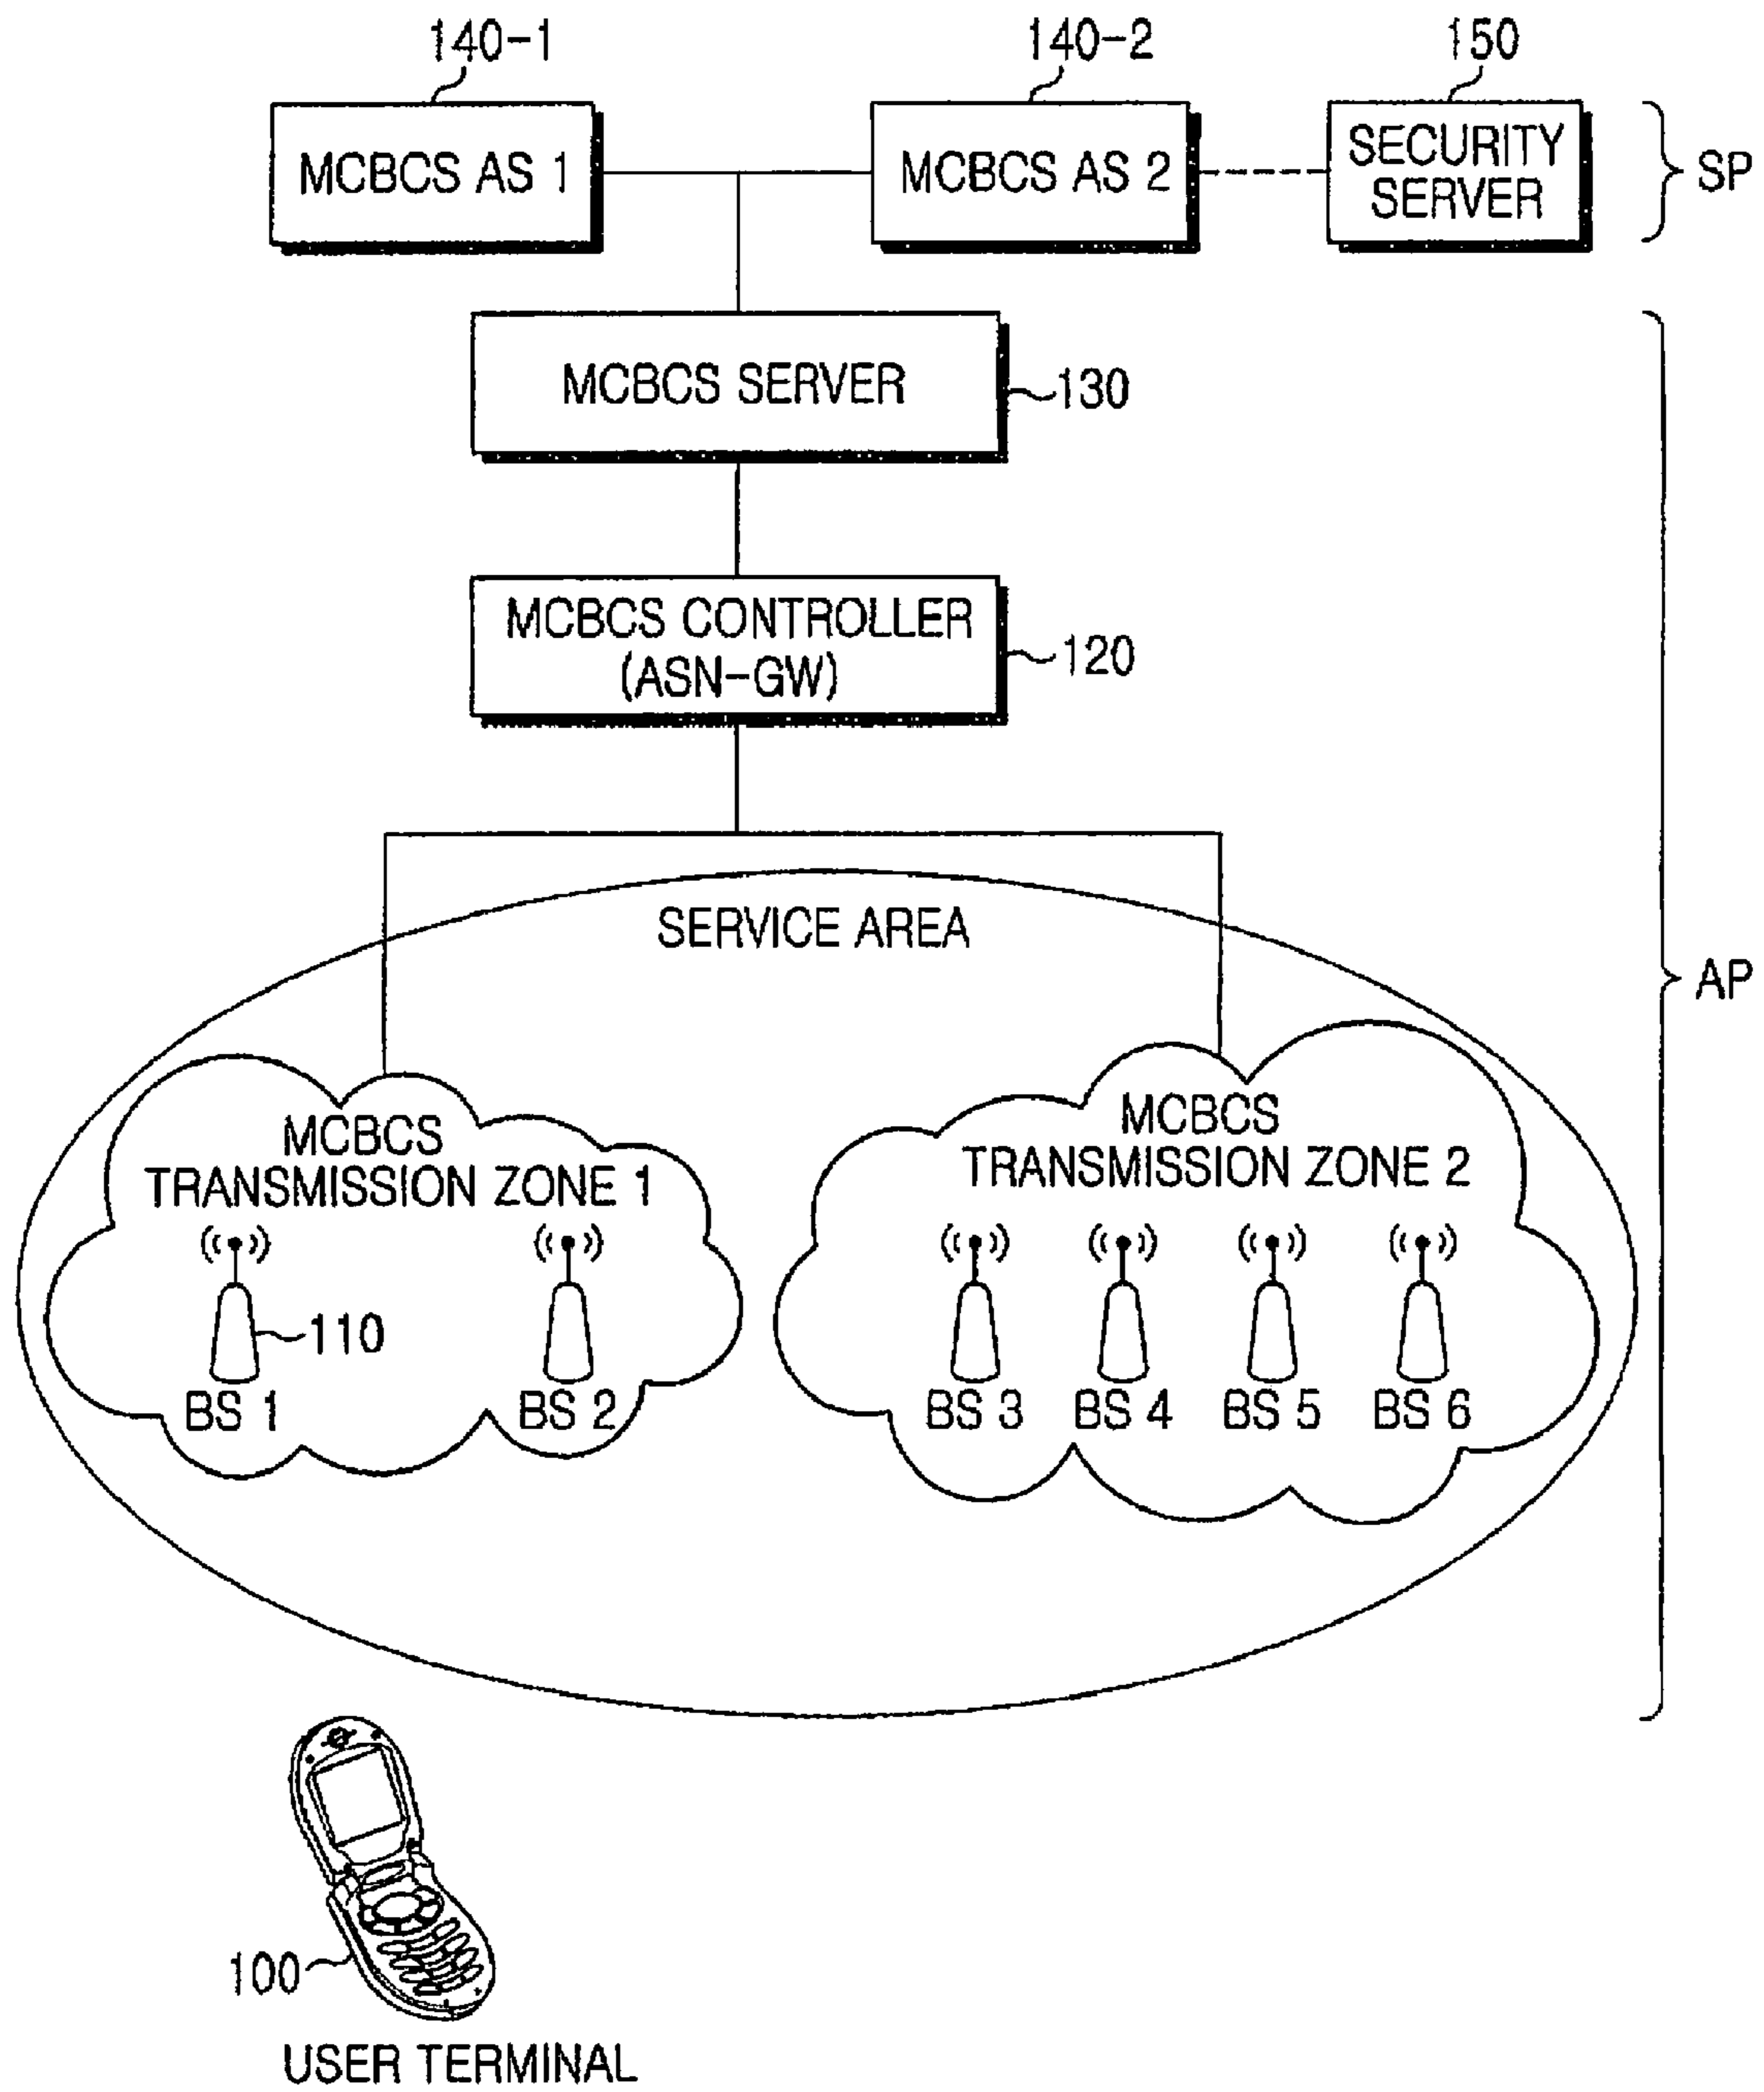 140-1
140-2
150
MCBCS AS 1
MCBCS AS 2
SECURITY
SERVER
SP
MCBCS SERVER
130
MCBCS CONTROLLER
(ASN-GW)
120
SERVICE AREA
AP
MCBCS
TRANSMISSION ZONE 1
MCBCS
TRANSMISSION ZONE 2
110
BS 1
BS 2
BS 3
BS 4
BS 5
BS 6
100
USER TERMINAL